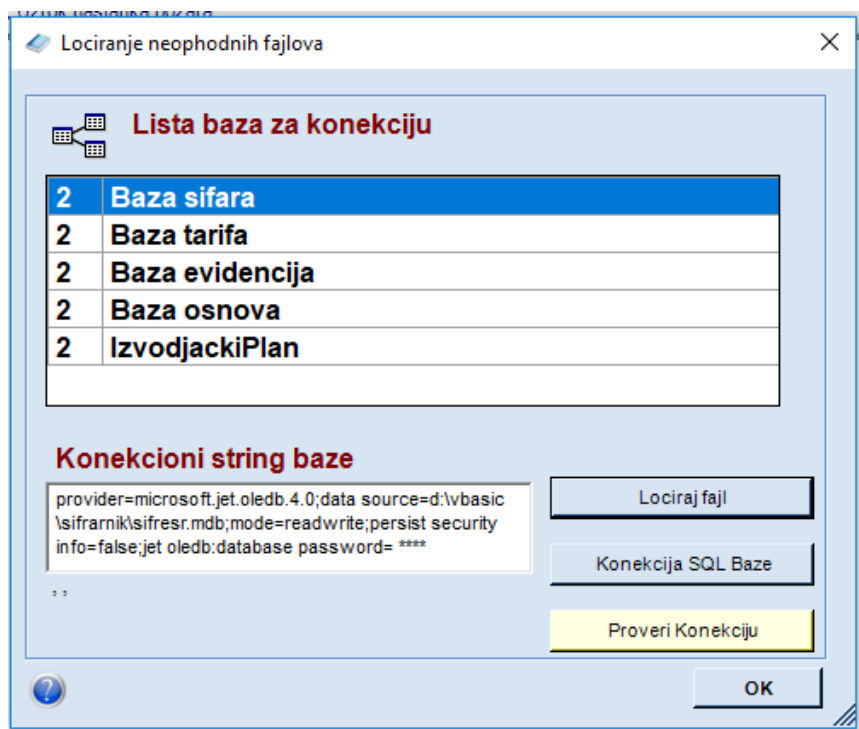 Lociranje neophodnih fajlova
Lista baza za konekciju
2 Baza sifara
2 Baza tarifa
2 Baza evidencija
2 Baza osnova
2 IzvodjackiPlan
Konekcioni string baze
provider=microsoft.jet.oledb.4.0;data source=d:\vbasic
\sifrarnik\sifresr.mdb;mode=readwrite;persist security
info=false;jet oledb:database password= ****
, ,
Lociraj fajl
Konekcija SQL Baze
Proveri Konekciju
OK